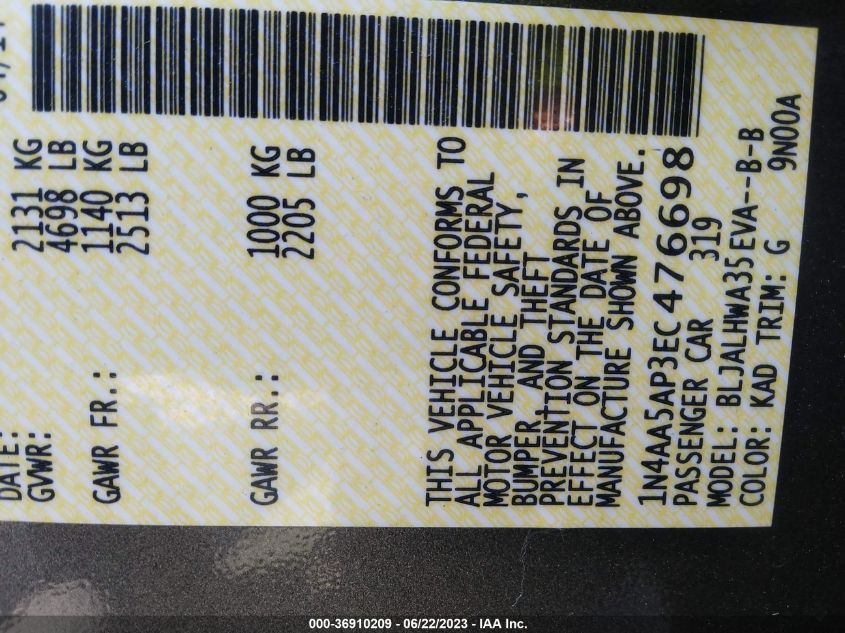 DATE:
GVWR: 2131 KG
4698 LB
GAWR FR.: 1140 KG
2513 LB
GAWR RR.: 1000 KG
2205 LB
THIS VEHICLE CONFORMS TO
ALL APPLICABLE FEDERAL
MOTOR VEHICLE SAFETY,
BUMPER, AND THEFT
PREVENTION STANDARDS IN
EFFECT ON THE DATE OF
MANUFACTURE SHOWN ABOVE.
1N4AA5AP3EC476698
PASSENGER CAR 319
MODEL: BLJALHWA35EVA--B-B
COLOR: KAD TRIM: G 9N00A
000-36910209 - 06/22/2023 - IAA Inc.